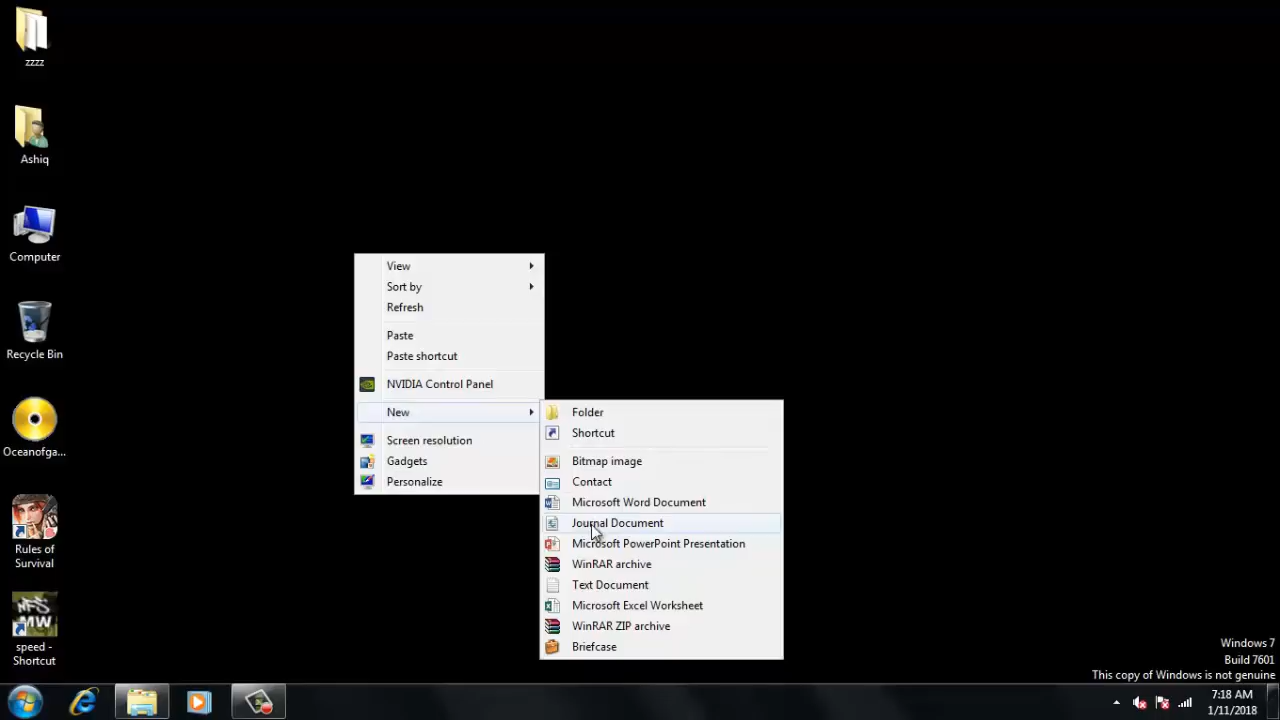 zzzz
Ashiq
Computer
Recycle Bin
Oceanofga...
Rules of
Survival
NFS
MW
speed -
Shortcut
View
Sort by
Refresh
Paste
Paste shortcut
NVIDIA Control Panel
New
Screen resolution
Gadgets
Personalize
Folder
Shortcut
Bitmap image
Contact
Microsoft Word Document
Journal Document
Microsoft PowerPoint Presentation
WinRAR archive
Text Document
Microsoft Excel Worksheet
WinRAR ZIP archive
Briefcase
Windows 7
Build 7601
This copy of Windows is not genuine
7:18 AM
1/11/2018